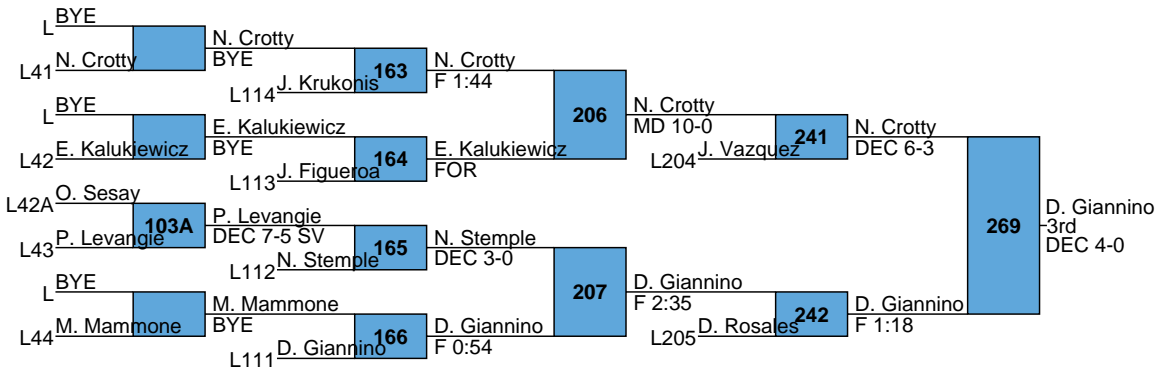 L BYE
L41 N. Crotty
N. Crotty
BYE
L114 J. Krukonis
163
N. Crotty
F 1:44
L BYE
L42 E. Kalukiewicz
E. Kalukiewicz
BYE
L113 J. Figueroa
164
E. Kalukiewicz
FOR
206
N. Crotty
MD 10-0
L204 J. Vazquez
241
N. Crotty
DEC 6-3
L42A O. Sesay
L43 P. Levangie
103A
P. Levangie
DEC 7-5 SV
L112 N. Stemple
165
N. Stemple
DEC 3-0
L BYE
L44 M. Mammone
M. Mammone
BYE
L111 D. Giannino
166
D. Giannino
F 0:54
207
D. Giannino
F 2:35
L205 D. Rosales
242
D. Giannino
F 1:18
269
D. Giannino
3rd
DEC 4-0